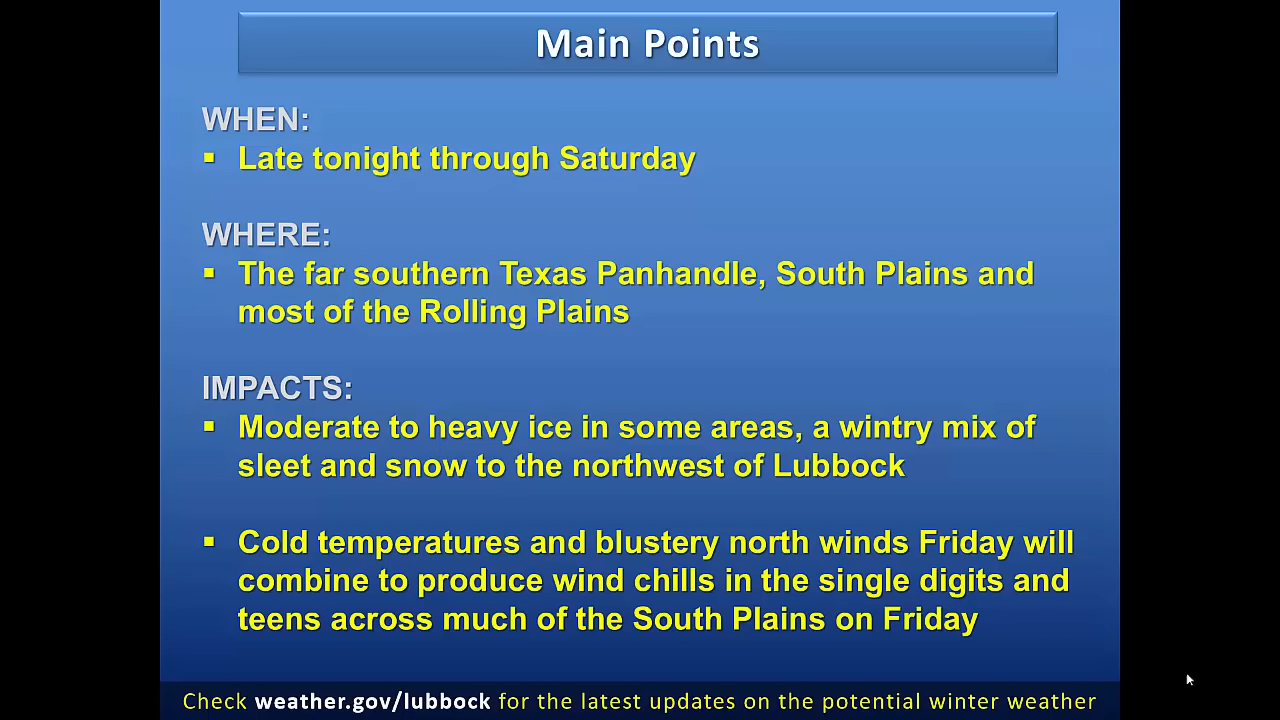 Main Points
WHEN:
▪ Late tonight through Saturday
WHERE:
▪ The far southern Texas Panhandle, South Plains and
most of the Rolling Plains
IMPACTS:
▪ Moderate to heavy ice in some areas, a wintry mix of
sleet and snow to the northwest of Lubbock
▪ Cold temperatures and blustery north winds Friday will
combine to produce wind chills in the single digits and
teens across much of the South Plains on Friday
Check weather.gov/lubbock for the latest updates on the potential winter weather